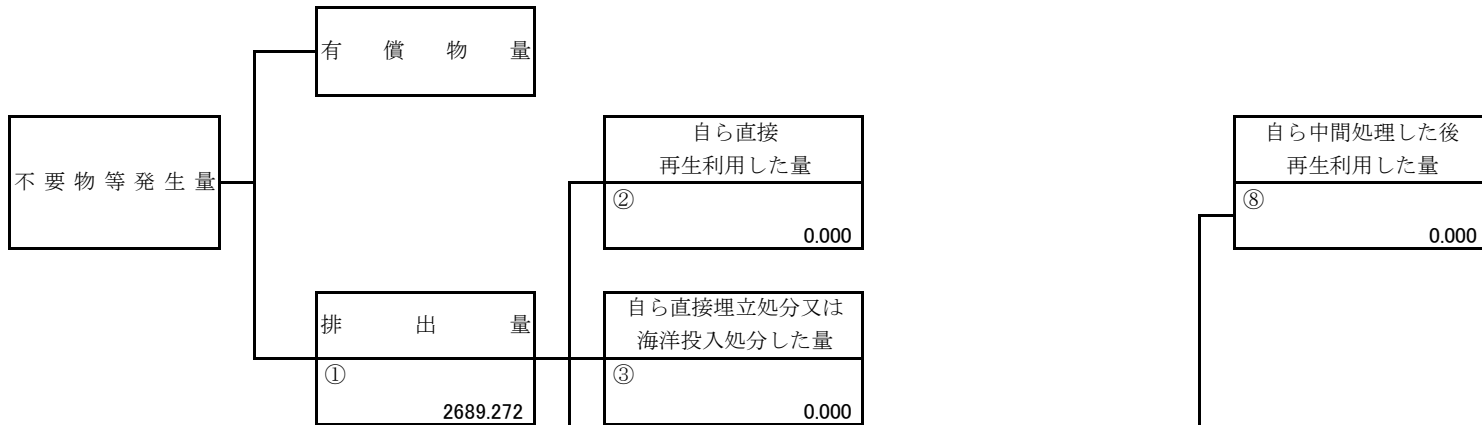 有償物量
不要物等発生量
自ら直接
再生利用した量
②
0.000
自ら中間処理した後
再生利用した量
⑧
0.000
排出量
①
2689.272
自ら直接埋立処分又は
海洋投入処分した量
③
0.000